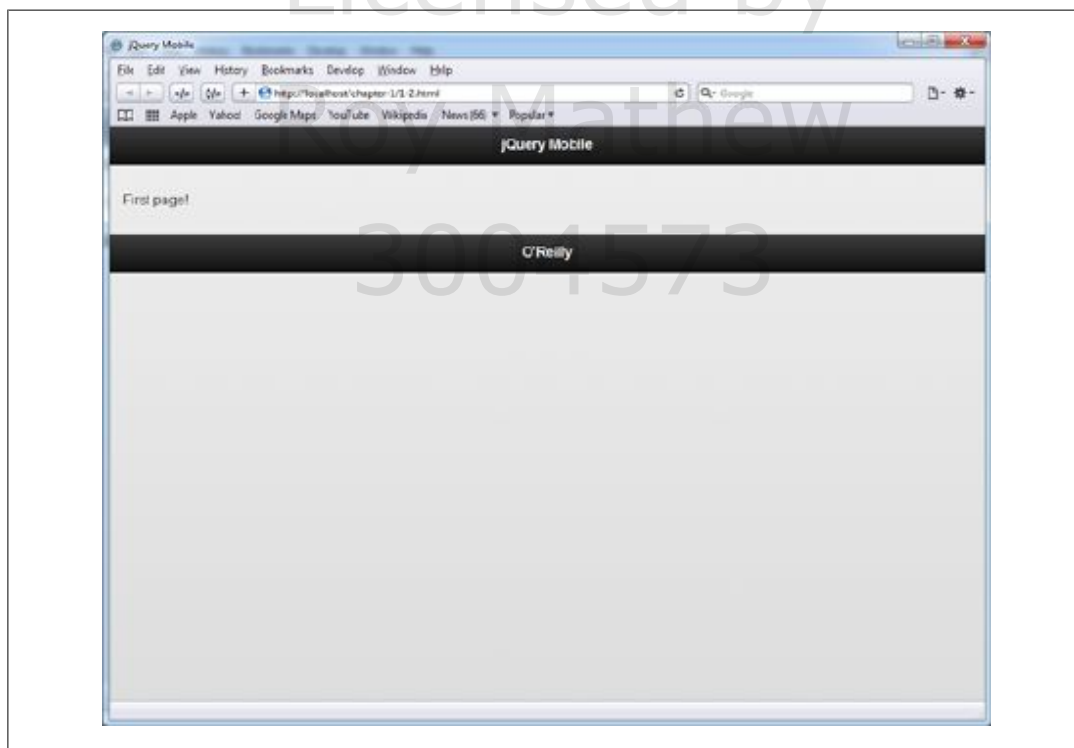 Licensed by
jQuery Mobile
File Edit View History Bookmarks Develop Window Help
+ http://localhost/chapter-1/1-2.html Google
Apple Yahoo! Google Maps YouTube Wikipedia News (66) ▾ Popular ▾
Roy Mathew
jQuery Mobile
First page!
3004573
O'Reilly